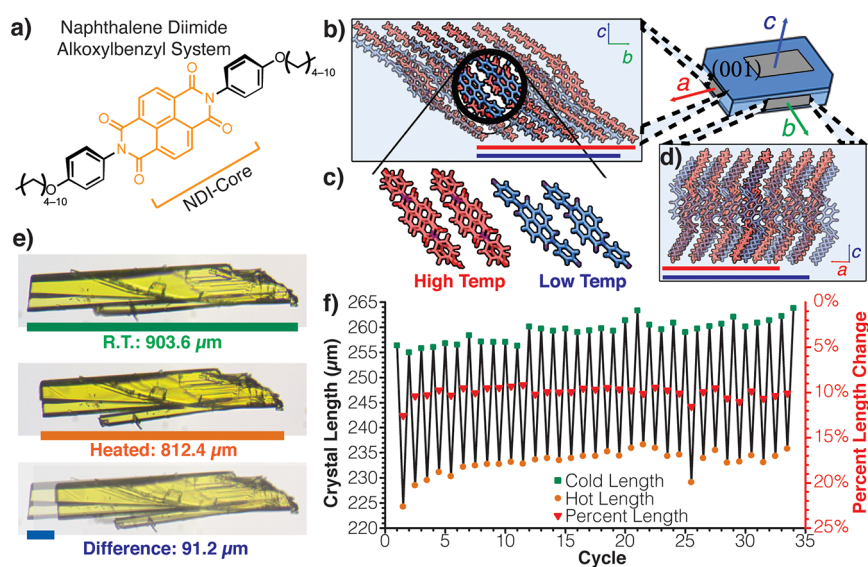 a)
Naphthalene Diimide
Alkoxylbenzyl System
O
4–10
O
O
N
N
O
O
O
4–10
NDI-Core
b)
c
b
(001)
c
a
b
c)
High Temp
Low Temp
d)
c
a
e)
R.T.: 903.6 µm
Heated: 812.4 µm
Difference: 91.2 µm
f)
Crystal Length (µm)
265
260
255
250
245
240
235
230
225
220
0%
5%
10%
15%
20%
25%
Percent Length Change
Cold Length
Hot Length
Percent Length
0
5
10
15
20
25
30
35
Cycle